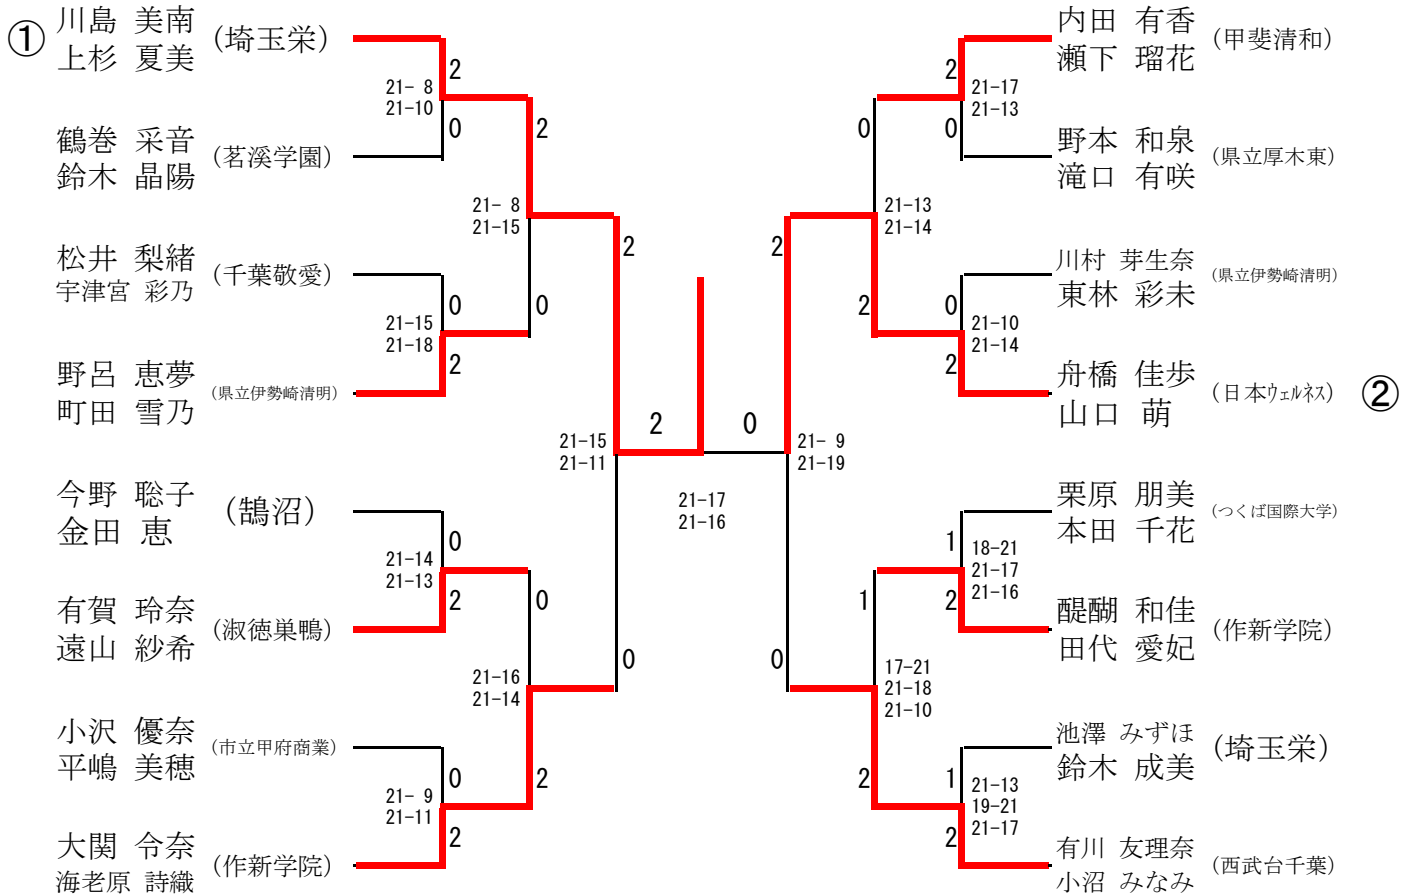 ① 川島 美南
上杉 夏美
(埼玉栄)
鶴巻 采音
鈴木 晶陽
(茗溪学園)
松井 梨緒
宇津宮 彩乃
(千葉敬愛)
野呂 恵夢
町田 雪乃
(県立伊勢崎清明)
今野 聡子
金田 恵
(鵠沼)
有賀 玲奈
遠山 紗希
(淑徳巣鴨)
小沢 優奈
平嶋 美穂
(市立甲府商業)
大関 令奈
海老原 詩織
(作新学院)
2
21- 8
21-10
0
0
21-15
21-18
2
0
21-14
21-13
2
0
21- 9
21-11
2
2
21- 8
21-15
0
0
21-16
21-14
2
2
21-15
21-11
0
2
0
21-17
21-16
2
21- 9
21-19
0
0
21-13
21-14
2
1
17-21
21-18
21-10
2
2
21-17
21-13
0
0
21-10
21-14
2
1
18-21
21-17
21-16
2
1
21-13
19-21
21-17
2
内田 有香
瀬下 瑠花
(甲斐清和)
野本 和泉
滝口 有咲
(県立厚木東)
川村 芽生奈
東林 彩未
(県立伊勢崎清明)
舟橋 佳歩
山口 萌
(日本ウェルネス) ②
栗原 朋美
本田 千花
(つくば国際大学)
醍醐 和佳
田代 愛妃
(作新学院)
池澤 みずほ
鈴木 成美
(埼玉栄)
有川 友理奈
小沼 みなみ
(西武台千葉)